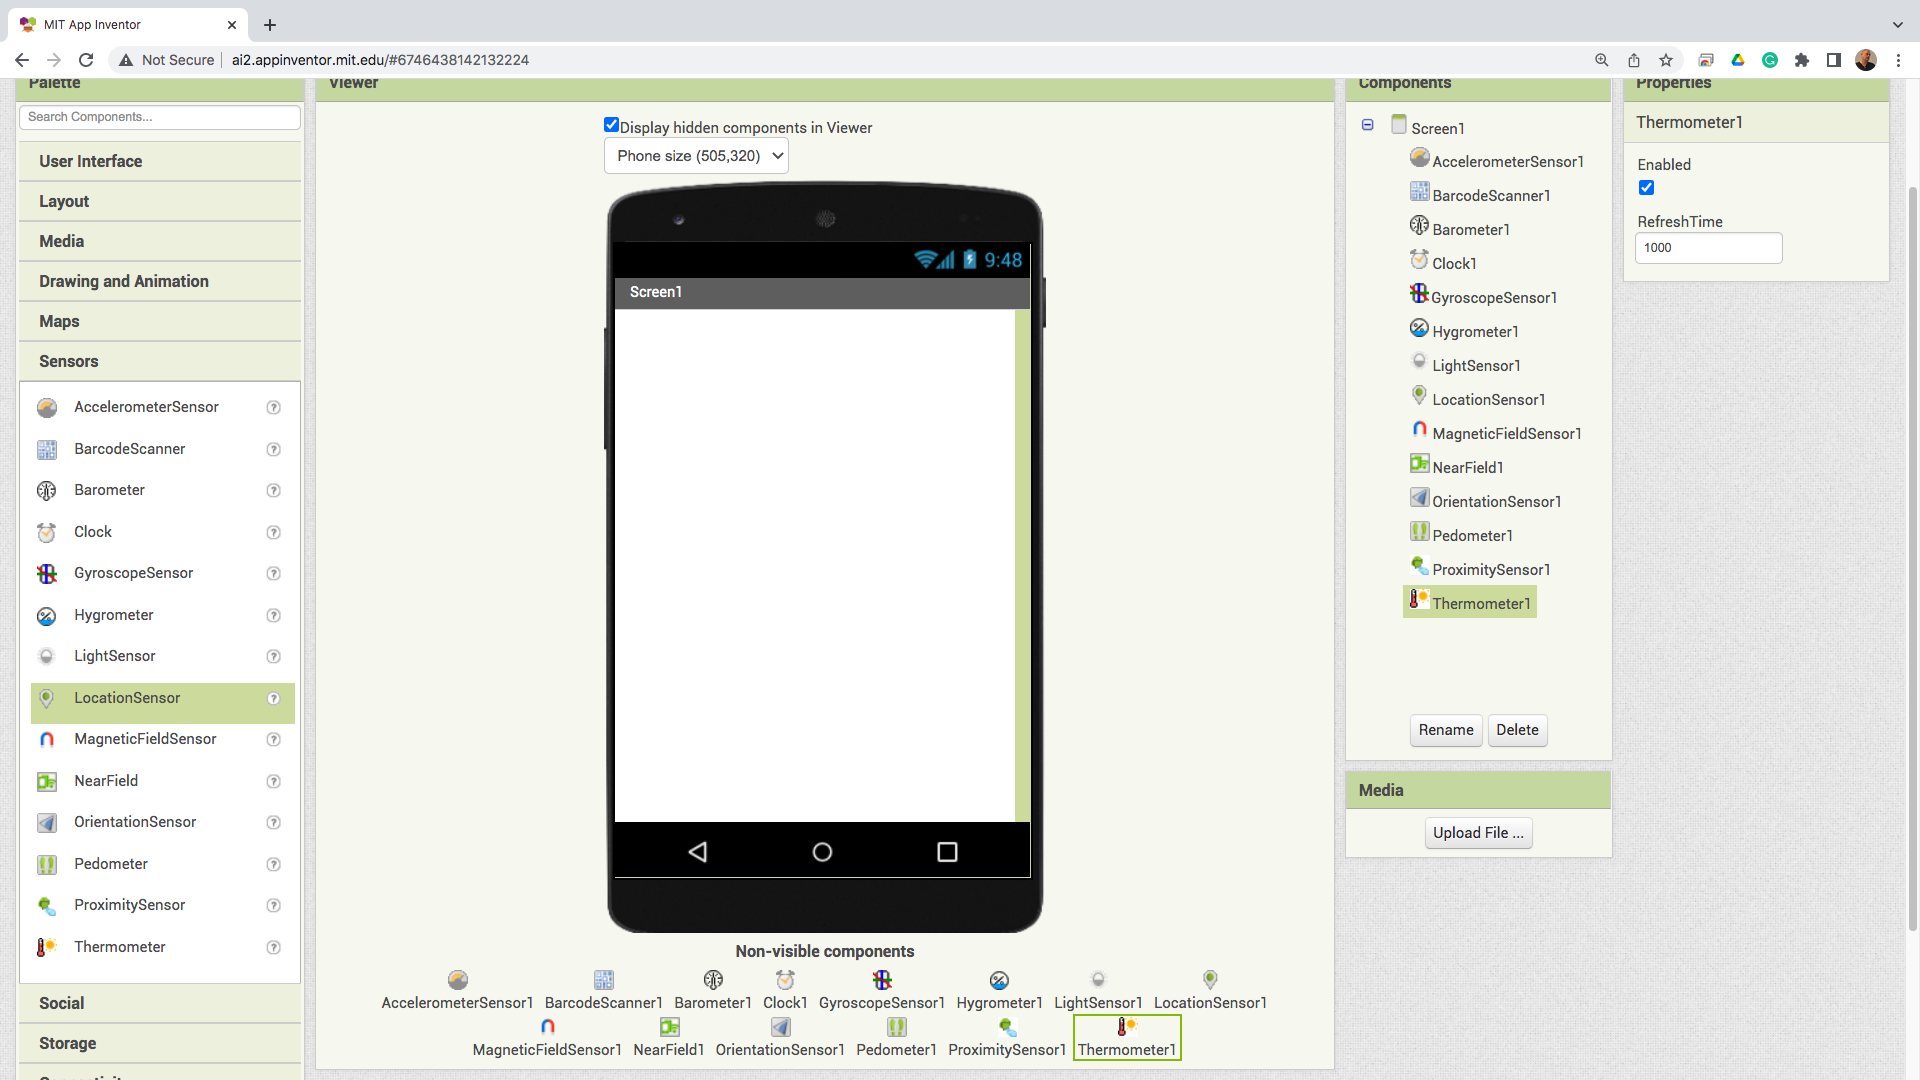 MIT App Inventor
Not Secure
ai2.appinventor.mit.edu/#6746438142132224
Palette
Search Components...
User Interface
Layout
Media
Drawing and Animation
Maps
Sensors
AccelerometerSensor
BarcodeScanner
Barometer
Clock
GyroscopeSensor
Hygrometer
LightSensor
LocationSensor
MagneticFieldSensor
NearField
OrientationSensor
Pedometer
ProximitySensor
Thermometer
Social
Storage
Viewer
Display hidden components in Viewer
Phone size (505,320)
9:48
Screen1
Non-visible components
AccelerometerSensor1 BarcodeScanner1 Barometer1 Clock1 GyroscopeSensor1 Hygrometer1 LightSensor1 LocationSensor1
MagneticFieldSensor1 NearField1 OrientationSensor1 Pedometer1 ProximitySensor1 Thermometer1
Components
Screen1
AccelerometerSensor1
BarcodeScanner1
Barometer1
Clock1
GyroscopeSensor1
Hygrometer1
LightSensor1
LocationSensor1
MagneticFieldSensor1
NearField1
OrientationSensor1
Pedometer1
ProximitySensor1
Thermometer1
Rename Delete
Media
Upload File ...
Properties
Thermometer1
Enabled
RefreshTime
1000